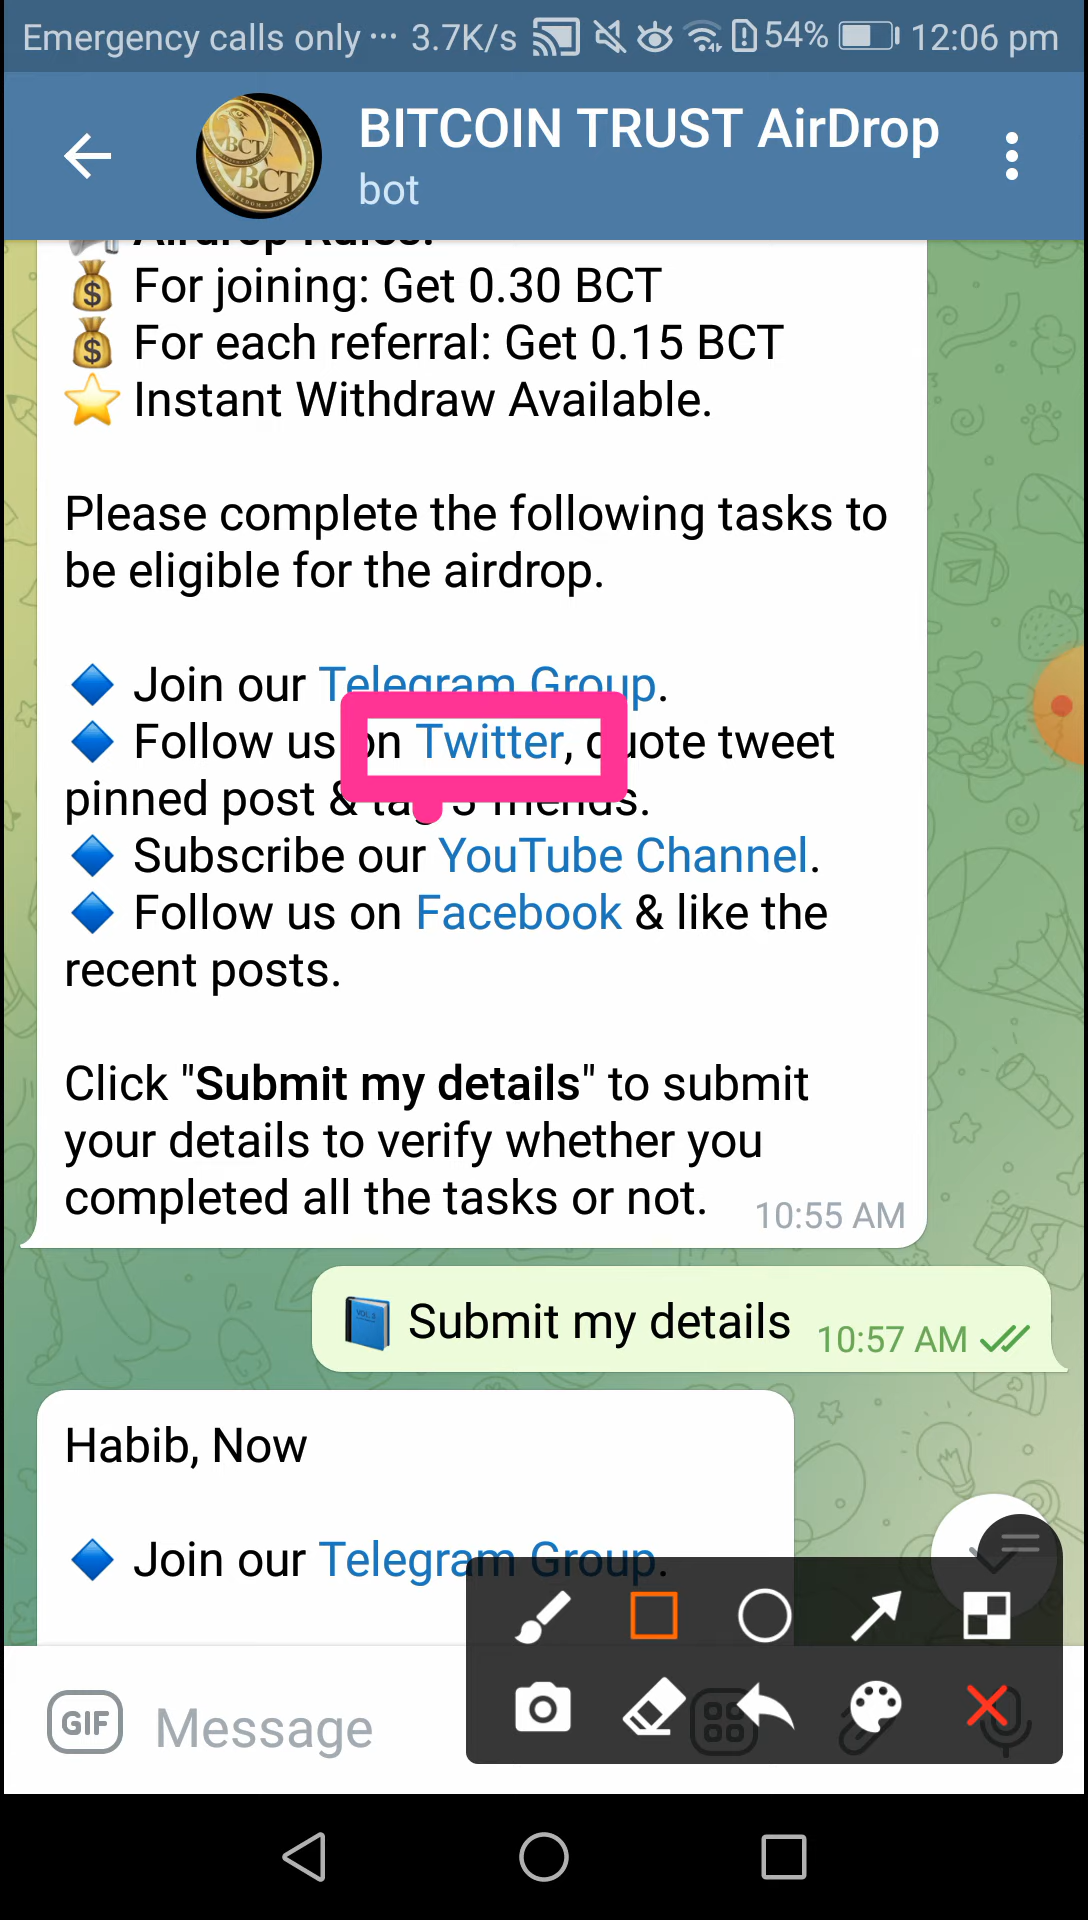 Emergency calls only ··· 3.7K/s 54% 12:06 pm
BCT
BCT
BITCOIN TRUST AirDrop
bot
Airdrop Rules:
💰 For joining: Get 0.30 BCT
💰 For each referral: Get 0.15 BCT
⭐ Instant Withdraw Available.
Please complete the following tasks to
be eligible for the airdrop.
🔷 Join our Telegram Group.
🔷 Follow us on Twitter, quote tweet
pinned post & tag 3 friends.
🔷 Subscribe our YouTube Channel.
🔷 Follow us on Facebook & like the
recent posts.
Click "Submit my details" to submit
your details to verify whether you
completed all the tasks or not. 10:55 AM
📘 Submit my details 10:57 AM
Habib, Now
🔷 Join our Telegram Group.
GIF Message